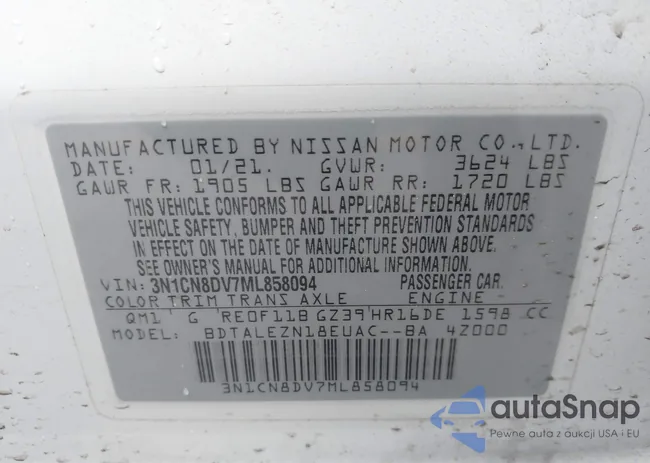 MANUFACTURED BY NISSAN MOTOR CO., LTD.
DATE: 01/21. GVWR: 3624 LBS
GAWR FR: 1905 LBS GAWR RR: 1720 LBS
THIS VEHICLE CONFORMS TO ALL APPLICABLE FEDERAL MOTOR
VEHICLE SAFETY, BUMPER AND THEFT PREVENTION STANDARDS
IN EFFECT ON THE DATE OF MANUFACTURE SHOWN ABOVE.
SEE OWNER'S MANUAL FOR ADDITIONAL INFORMATION.
VIN: 3N1CN8DV7ML858094 PASSENGER CAR.
COLOR TRIM TRANS AXLE ENGINE
QM1 G RE0F11B GZ39 HR16DE 1598 CC
MODEL BDTALEZN18EUAC--BA 4Z000
3N1CN8DV7ML858094
autaSnap
Pewne auta z aukcji USA i EU